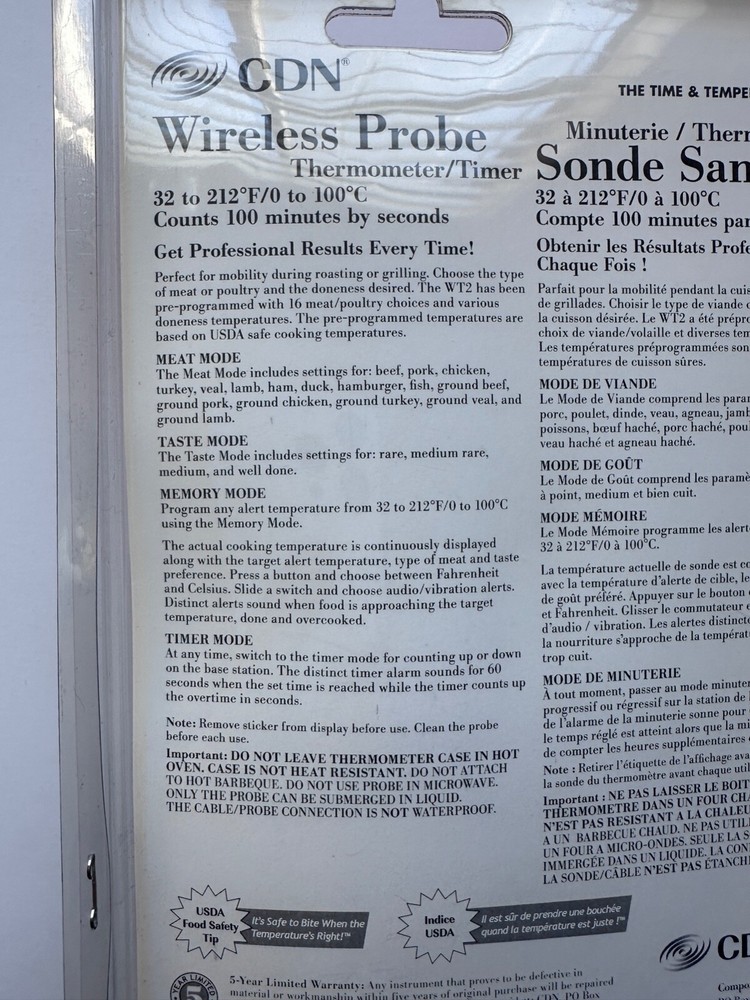 CDN®
Wireless Probe
Thermometer/Timer
32 to 212°F/0 to 100°C
Counts 100 minutes by seconds
Get Professional Results Every Time!
Perfect for mobility during roasting or grilling. Choose the type
of meat or poultry and the doneness desired. The WT2 has been
pre-programmed with 16 meat/poultry choices and various
doneness temperatures. The pre-programmed temperatures are
based on USDA safe cooking temperatures.
MEAT MODE
The Meat Mode includes settings for: beef, pork, chicken,
turkey, veal, lamb, ham, duck, hamburger, fish, ground beef,
ground pork, ground chicken, ground turkey, ground veal, and
ground lamb.
TASTE MODE
The Taste Mode includes settings for: rare, medium rare,
medium, and well done.
MEMORY MODE
Program any alert temperature from 32 to 212°F/0 to 100°C
using the Memory Mode.
The actual cooking temperature is continuously displayed
along with the target alert temperature, type of meat and taste
preference. Press a button and choose between Fahrenheit
and Celsius. Slide a switch and choose audio/vibration alerts.
Distinct alerts sound when food is approaching the target
temperature, done and overcooked.
TIMER MODE
At any time, switch to the timer mode for counting up or down
on the base station. The distinct timer alarm sounds for 60
seconds when the set time is reached while the timer counts up
the overtime in seconds.
Note: Remove sticker from display before use. Clean the probe
before each use.
Important: DO NOT LEAVE THERMOMETER CASE IN HOT
OVEN. CASE IS NOT HEAT RESISTANT. DO NOT ATTACH
TO HOT BARBEQUE. DO NOT USE PROBE IN MICROWAVE.
ONLY THE PROBE CAN BE SUBMERGED IN LIQUID.
THE CABLE/PROBE CONNECTION IS NOT WATERPROOF.
USDA
Food Safety
Tip
It's Safe to Bite When the
Temperature's Right!™
THE TIME & TEMPE
Minuterie / Therr
Sonde San
32 à 212°F/0 à 100°C
Compte 100 minutes par
Obtenir les Résultats Profe
Chaque Fois !
Parfait pour la mobilité pendant la cuis
de grillades. Choisir le type de viande o
la cuisson désirée. Le WT2 a été prépro
choix de viande/volaille et diverses tem
Les températures préprogrammées son
températures de cuisson sûres.
MODE DE VIANDE
Le Mode de Viande comprend les parar
porc, poulet, dinde, veau, agneau, jamb
poissons, bœuf haché, porc haché, poul
veau haché et agneau haché.
MODE DE GOÛT
Le Mode de Goût comprend les paramè
à point, medium et bien cuit.
MODE MÉMOIRE
Le Mode Mémoire programme les alert
32 à 212°F/0 à 100°C.
La température actuelle de sonde est co
avec la température d'alerte de cible, le
de goût préféré. Appuyer sur le bouton
et Fahrenheit. Glisser le commutateur e
d'audio / vibration. Les alertes distincte
la nourriture s'approche de la températ
trop cuit.
MODE DE MINUTERIE
À tout moment, passer au mode minuter
progressif ou régressif sur la station de
de l'alarme de la minuterie sonne pour
le temps réglé est atteint alors que la mi
de compter les heures supplémentaires
Note : Retirer l'étiquette de l'affichage ava
la sonde du thermomètre avant chaque util
Important : NE PAS LAISSER LE BOIT
THERMOMETRE DANS UN FOUR CHA
N'EST PAS RESISTANT A LA CHALEU
A UN BARBECUE CHAUD. NE PAS UTIL
UN FOUR A MICRO-ONDES. SEULE LA S
IMMERGÉE DANS UN LIQUIDE. LA CON
LA SONDE/CÂBLE N'EST PAS ÉTANCHE
Indice
USDA
Il est sûr de prendre une bouchée
quand la température est juste !™
CD
YEAR LIMITED
5
5-Year Limited Warranty: Any instrument that proves to be defective in
material or workmanship within five years of original purchase will be repaired
CDN, PO Box
Compo